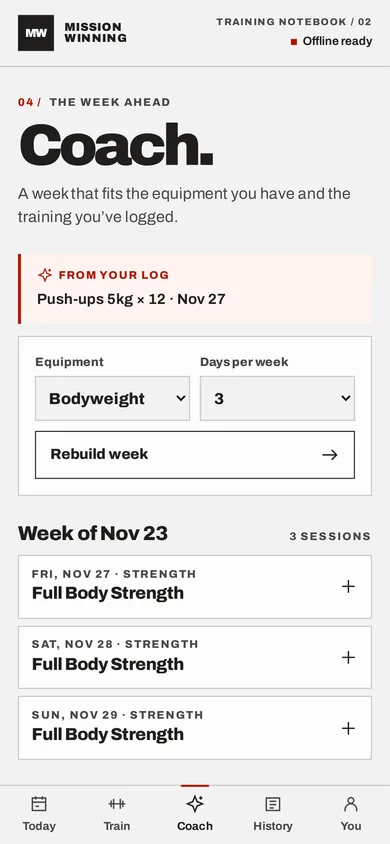 MW
MISSION
WINNING
TRAINING NOTEBOOK / 02
Offline ready
04 / THE WEEK AHEAD
Coach.
A week that fits the equipment you have and the
training you’ve logged.
FROM YOUR LOG
Push-ups 5kg × 12 · Nov 27
Equipment
Days per week
Bodyweight
3
Rebuild week
Week of Nov 23
3 SESSIONS
FRI, NOV 27 · STRENGTH
Full Body Strength
SAT, NOV 28 · STRENGTH
Full Body Strength
SUN, NOV 29 · STRENGTH
Full Body Strength
Today
Train
Coach
History
You